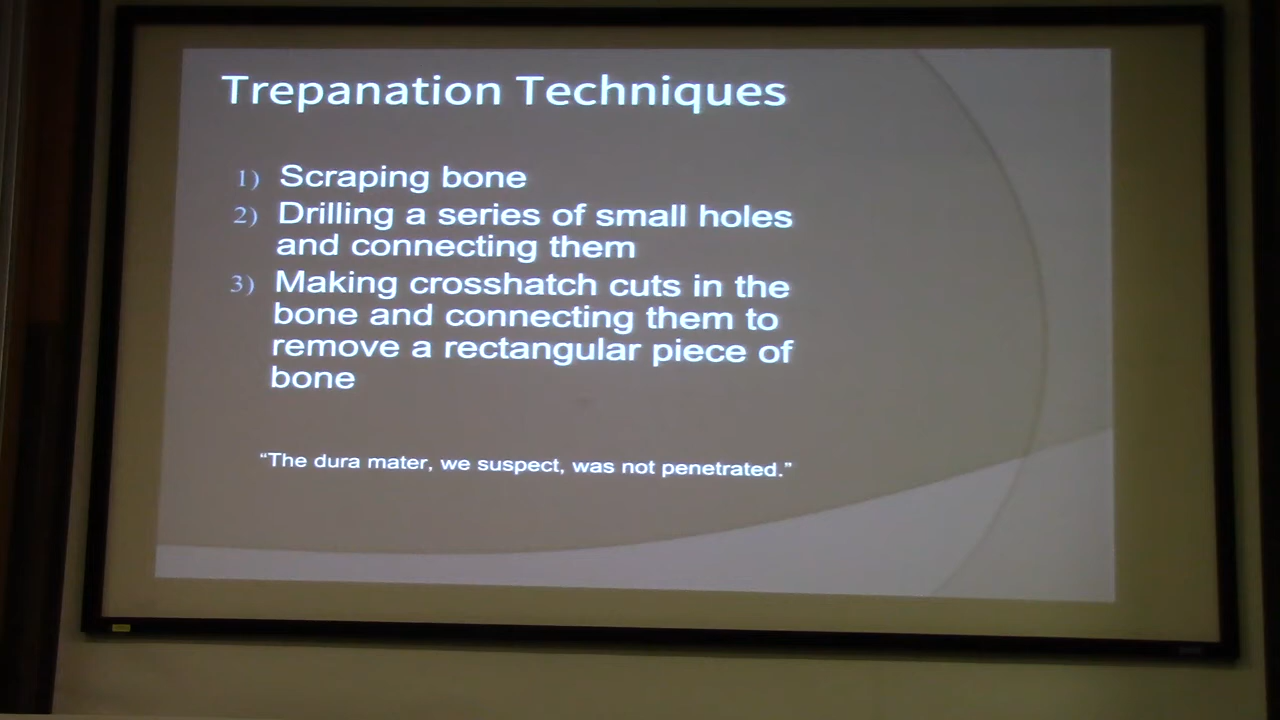 Trepanation Techniques
1) Scraping bone
2) Drilling a series of small holes
and connecting them
3) Making crosshatch cuts in the
bone and connecting them to
remove a rectangular piece of
bone
“The dura mater, we suspect, was not penetrated.”